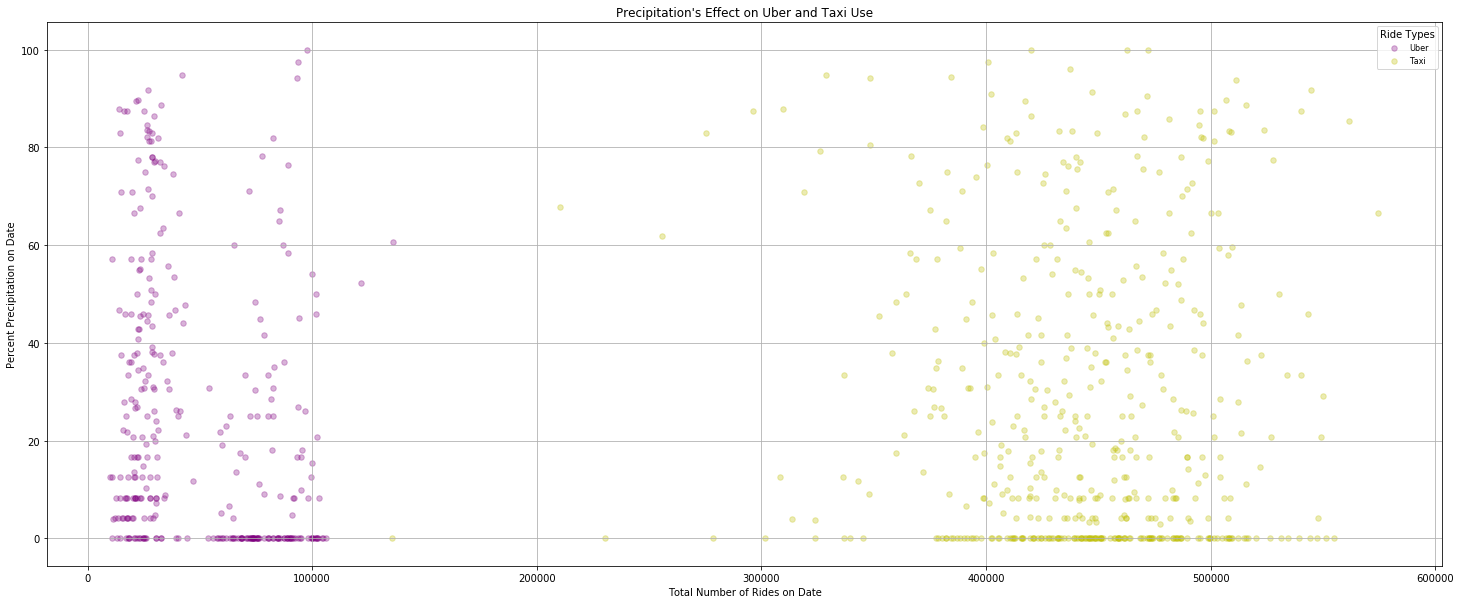 Precipitation's Effect on Uber and Taxi Use
Ride Types
Uber
Taxi
100
80
60
40
20
0
Percent Precipitation on Date
0 100000 200000 300000 400000 500000 600000
Total Number of Rides on Date